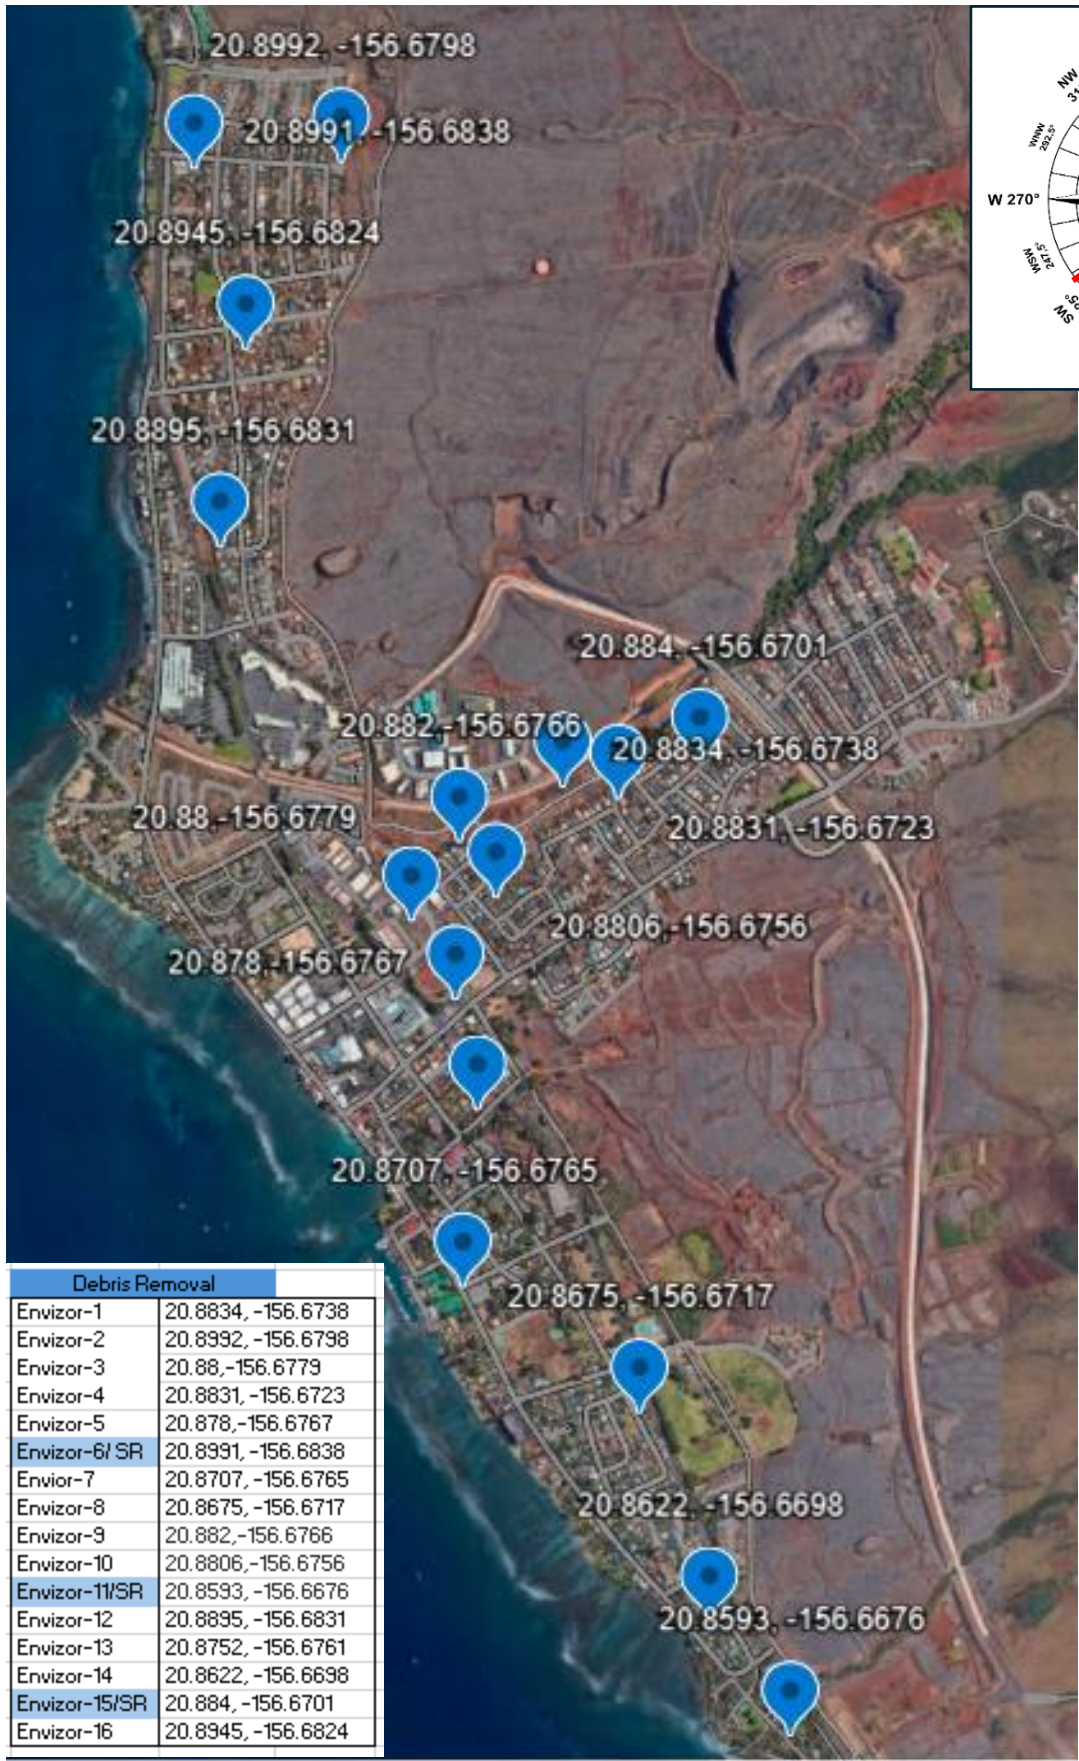 20.8992, -156.6798
20.8991, -156.6838
20.8945, -156.6824
20.8895, -156.6831
20.884, -156.6701
20.882,-156.6766
20.8834, -156.6738
20.88,-156.6779
20.8831, -156.6723
20.8806,-156.6756
20.878,-156.6767
20.8707, -156.6765
20.8675, -156.6717
20.8622, -156.6698
20.8593, -156.6676
NW
WNW
292.5°
W 270°
WSW
247,5°
SW
Debris Removal
Envizor-1 20.8834, -156.6738
Envizor-2 20.8992, -156.6798
Envizor-3 20.88,-156.6779
Envizor-4 20.8831, -156.6723
Envizor-5 20.878,-156.6767
Envizor-6/ SR 20.8991, -156.6838
Envior-7 20.8707, -156.6765
Envizor-8 20.8675, -156.6717
Envizor-9 20.882,-156.6766
Envizor-10 20.8806,-156.6756
Envizor-11/SR 20.8593, -156.6676
Envizor-12 20.8895, -156.6831
Envizor-13 20.8752, -156.6761
Envizor-14 20.8622, -156.6698
Envizor-15/SR 20.884, -156.6701
Envizor-16 20.8945, -156.6824